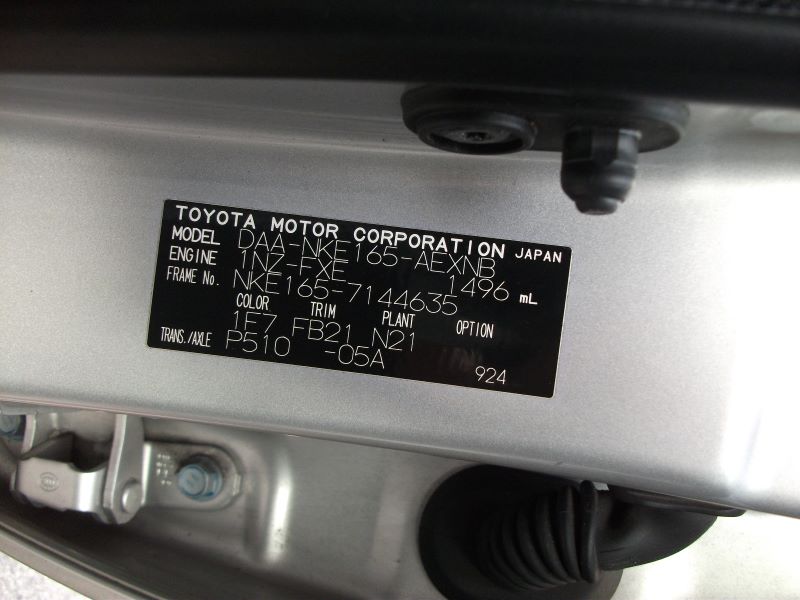 TOYOTA MOTOR CORPORATION JAPAN
MODEL DAA-NKE165-AEXNB
ENGINE 1NZ-FXE 1496 mL
FRAME No. NKE165-7144635
COLOR TRIM PLANT OPTION
1F7 FB21 N21
TRANS./AXLE P510 -05A
924